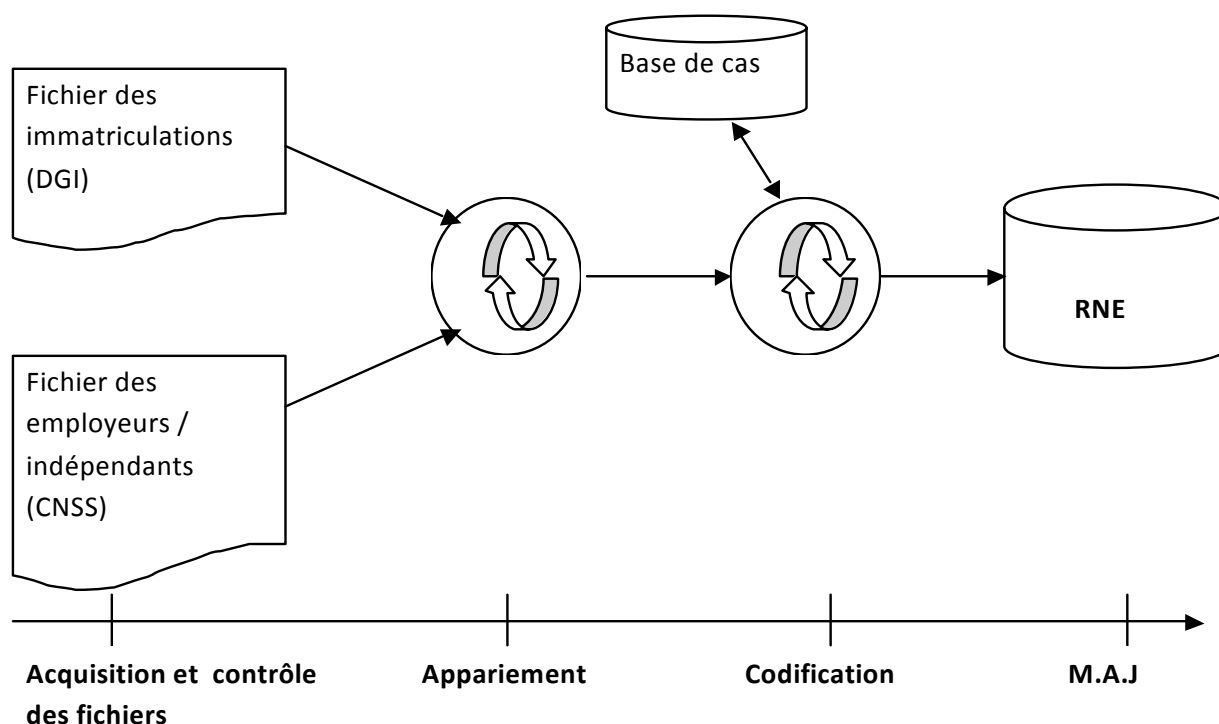 Fichier des
immatriculations
(DGI)
Base de cas
RNE
Fichier des
employeurs /
indépendants
(CNSS)
Acquisition et contrôle
des fichiers
Appariement
Codification
M.A.J